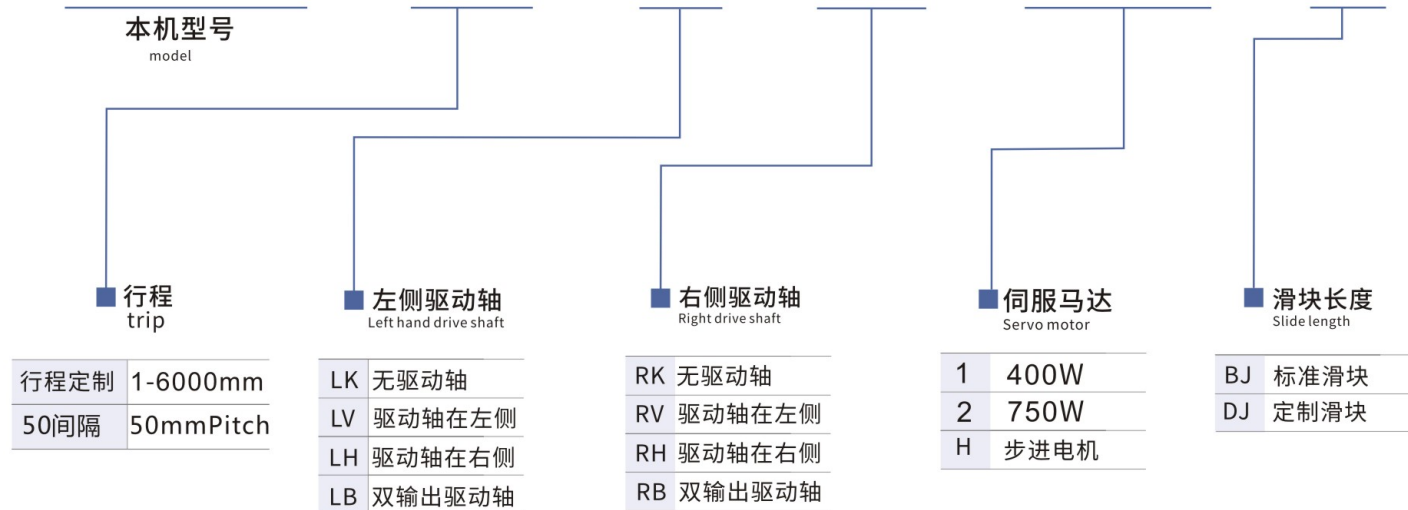 本机型号
model
行程
trip
行程定制 1-6000mm
50间隔 50mmPitch
左侧驱动轴
Left hand drive shaft
LK 无驱动轴
LV 驱动轴在左侧
LH 驱动轴在右侧
LB 双输出驱动轴
右侧驱动轴
Right drive shaft
RK 无驱动轴
RV 驱动轴在左侧
RH 驱动轴在右侧
RB 双输出驱动轴
伺服马达
Servo motor
1 400W
2 750W
H 步进电机
滑块长度
Slide length
BJ 标准滑块
DJ 定制滑块